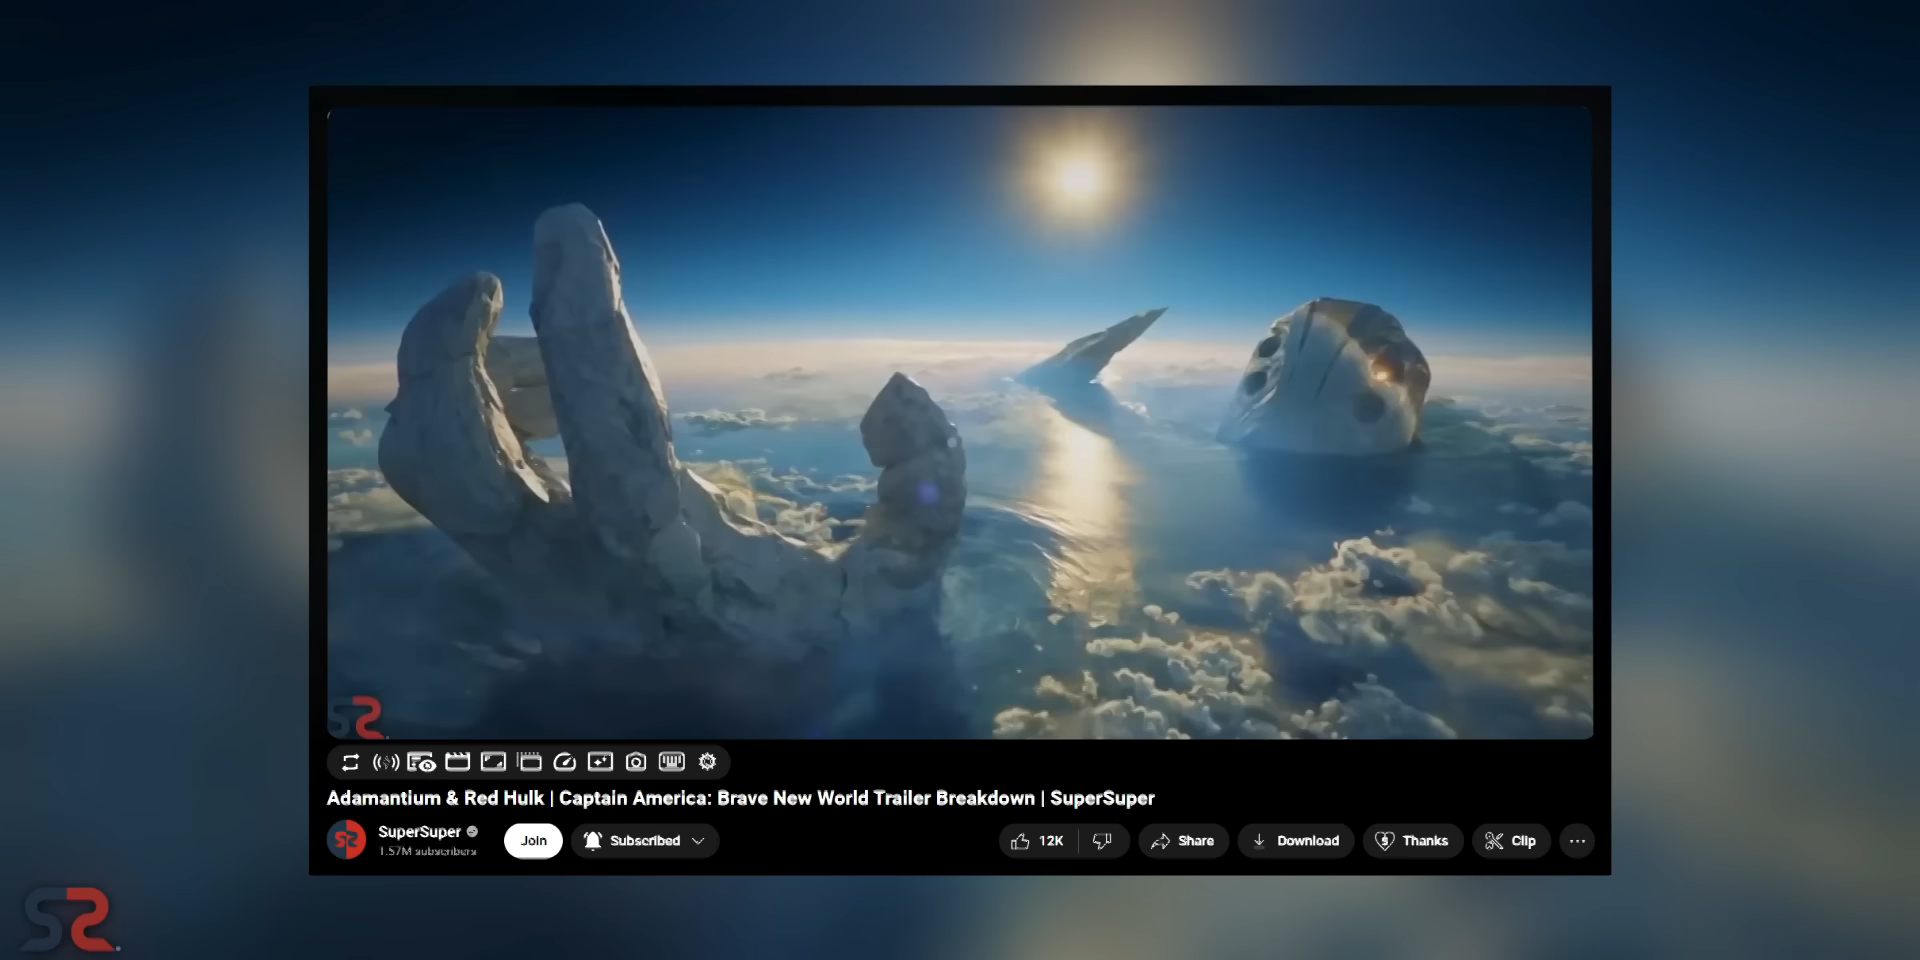 Adamantium & Red Hulk | Captain America: Brave New World Trailer Breakdown | SuperSuper
SuperSuper
1.57M subscribers
Join
Subscribed
12K
Share
Download
Thanks
Clip